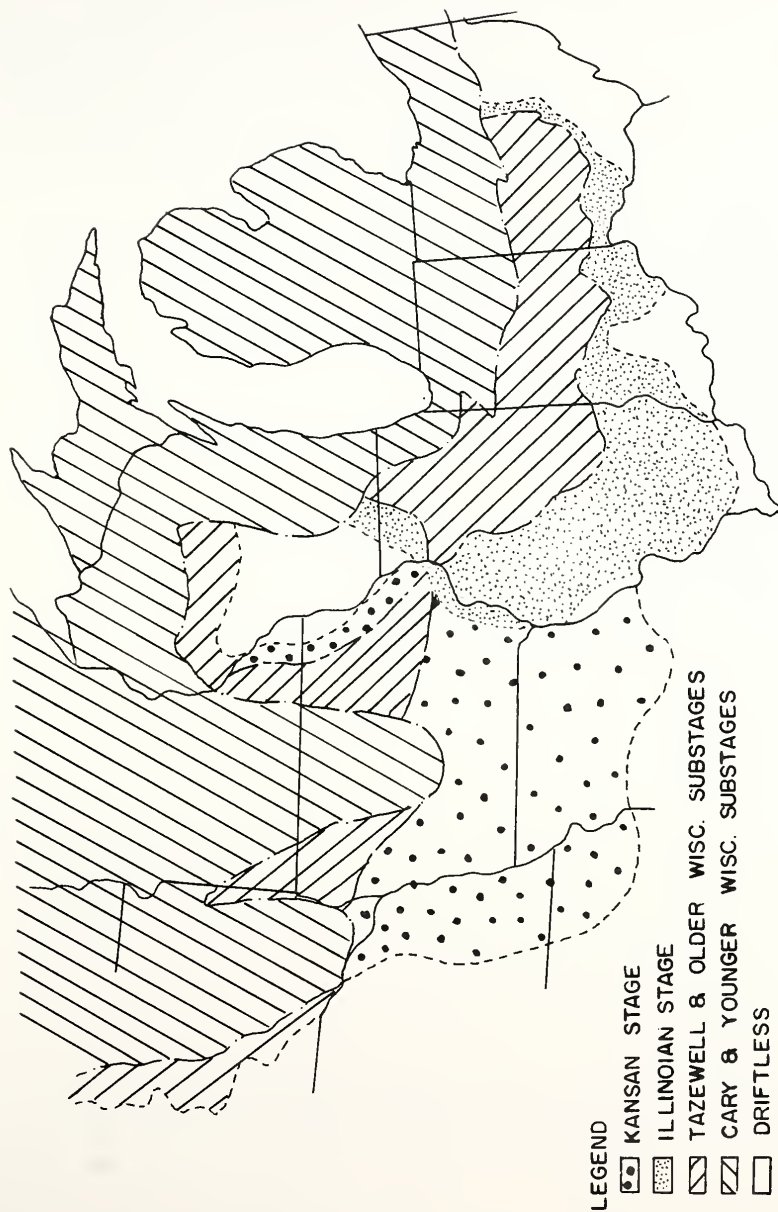 LEGEND
KANSAN STAGE
ILLINOIAN STAGE
TAZEWELL & OLDER WISC. SUBSTAGES
CARY & YOUNGER WISC. SUBSTAGES
DRIFTLESS